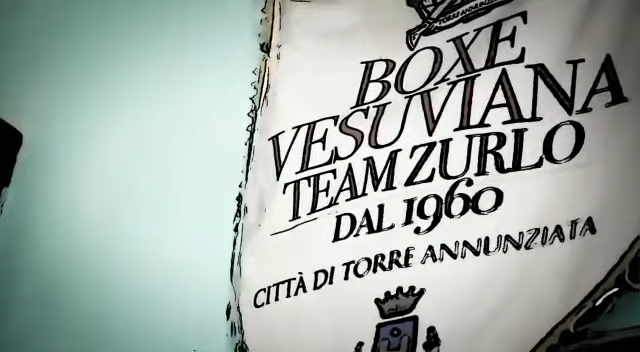 BOXE
VESUVIANA
TEAM ZURLO
DAL 1960
CITTÀ DI TORRE ANNUNZIATA